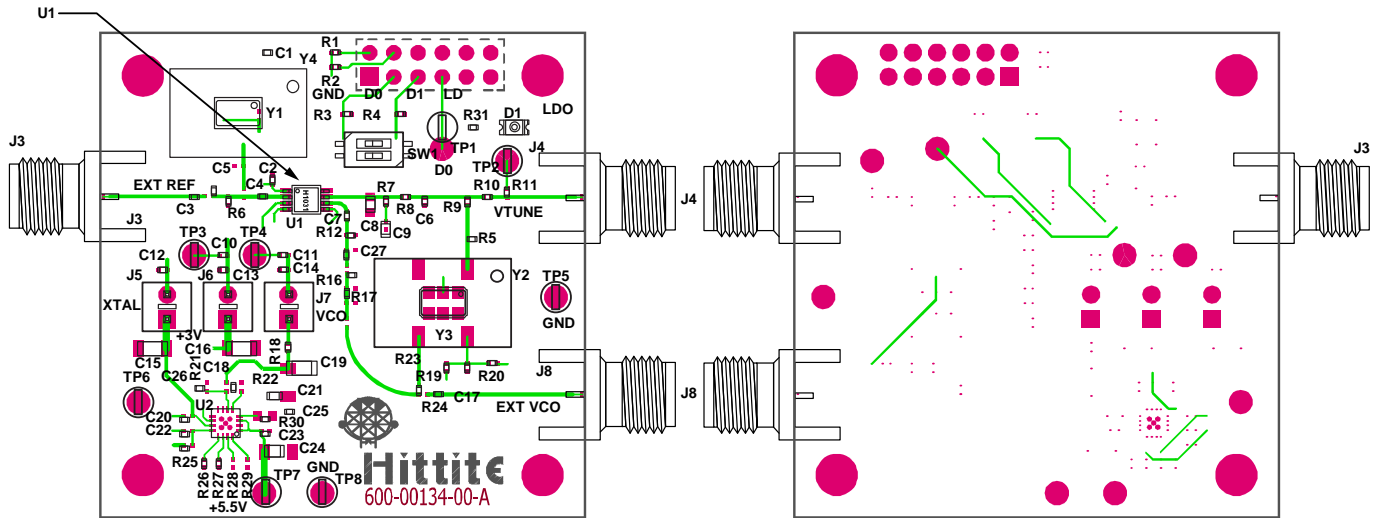 U1
R1
C1
Y4
R2
GND
D0
D1
LD
LDO
Y1
R3
R4
R31
D1
J3
SW1
TP1
J4
J3
C5
C2
D0
TP2
EXT REF
C4
R7
R10
R11
H1031
C3
R6
R8
C6
R9
VTUNE
J4
J3
U1
C7
C8
C9
TP3
C10
TP4
R12
R5
C12
C11
C27
J5
J6
C13
C14
R16
Y2
TP5
XTAL
J7
R17
VCO
GND
+3V
R18
Y3
C15
C16
R21
R23
J8
C18
C19
TP6
C26
R22
R19
R20
J8
C21
R24
C17
EXT VCO
U2
C20
C25
C22
R30
C23
R25
C24
Hittite
R26
R27
R28
R29
TP7
GND
TP8
600-00134-00-A
+5.5V